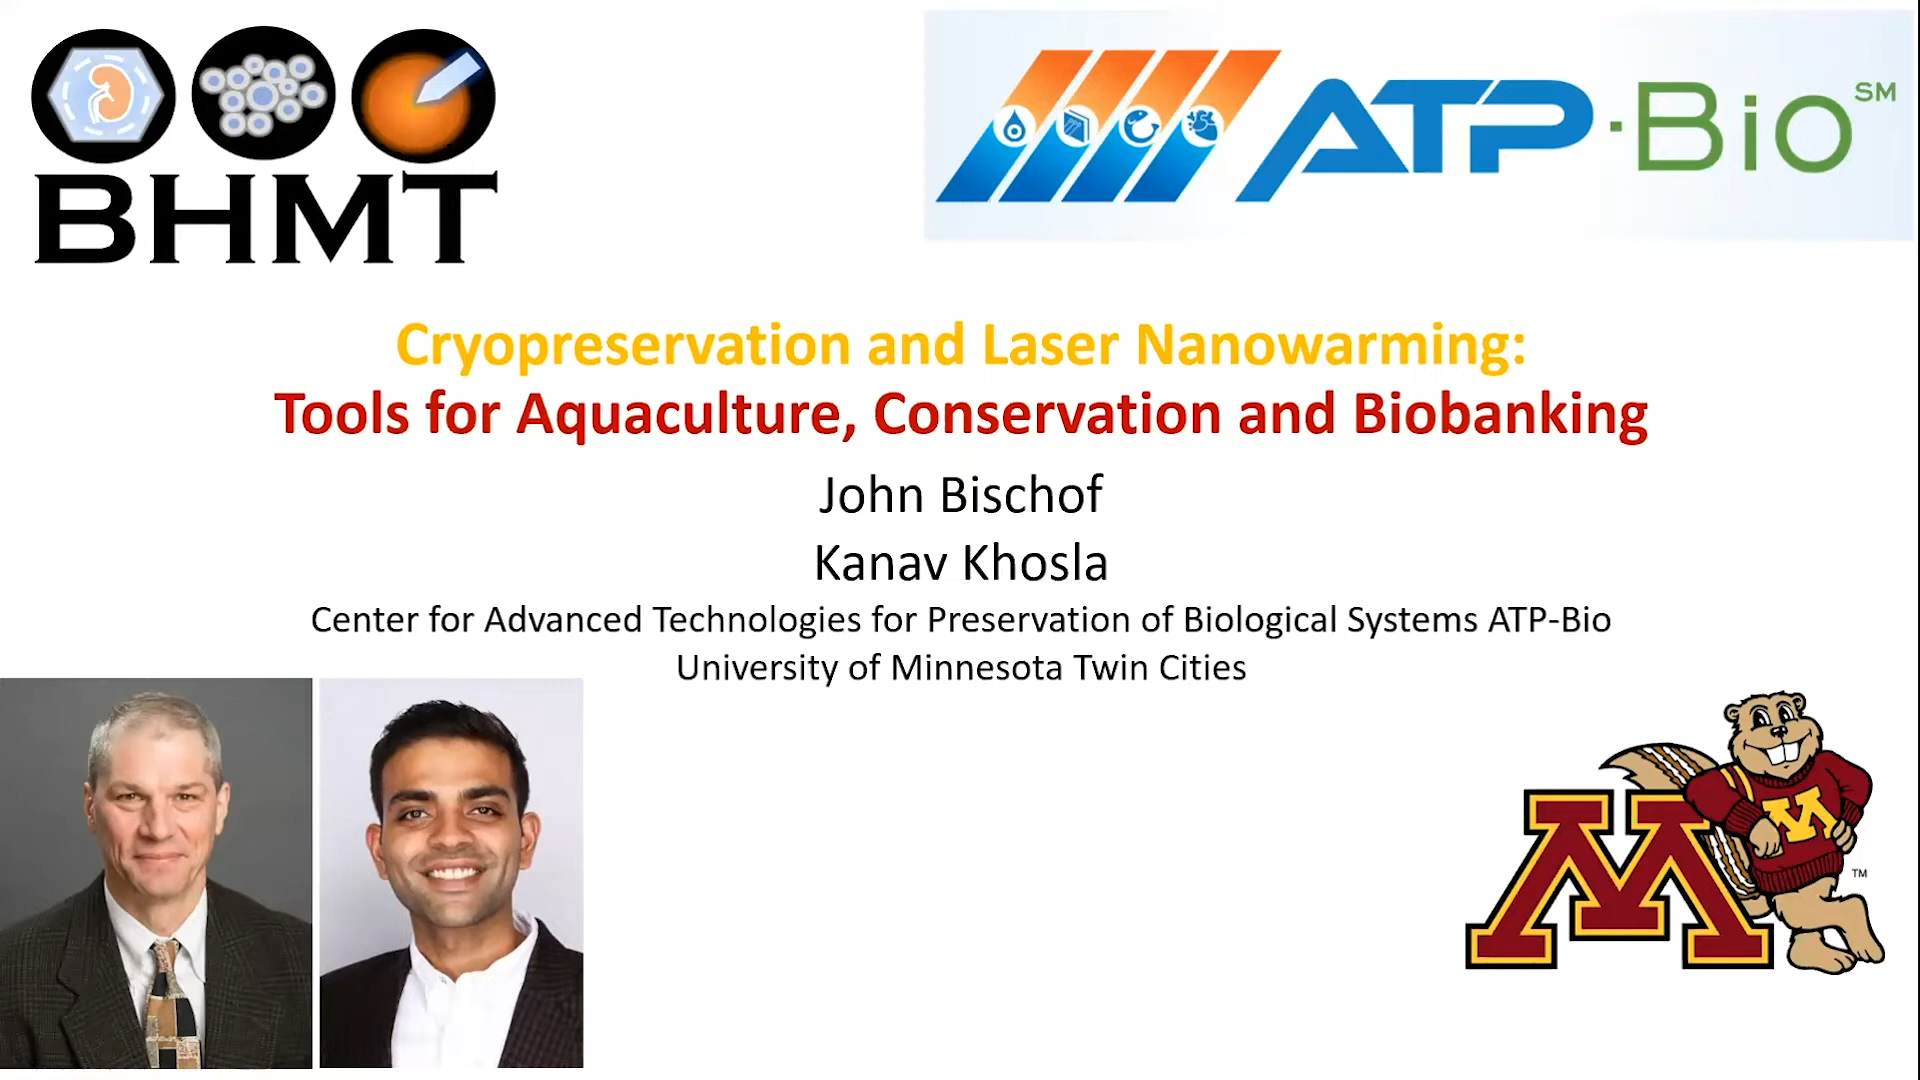 BHMT
ATP·Bio SM
Cryopreservation and Laser Nanowarming:
Tools for Aquaculture, Conservation and Biobanking
John Bischof
Kanav Khosla
Center for Advanced Technologies for Preservation of Biological Systems ATP-Bio
University of Minnesota Twin Cities
M
M
TM